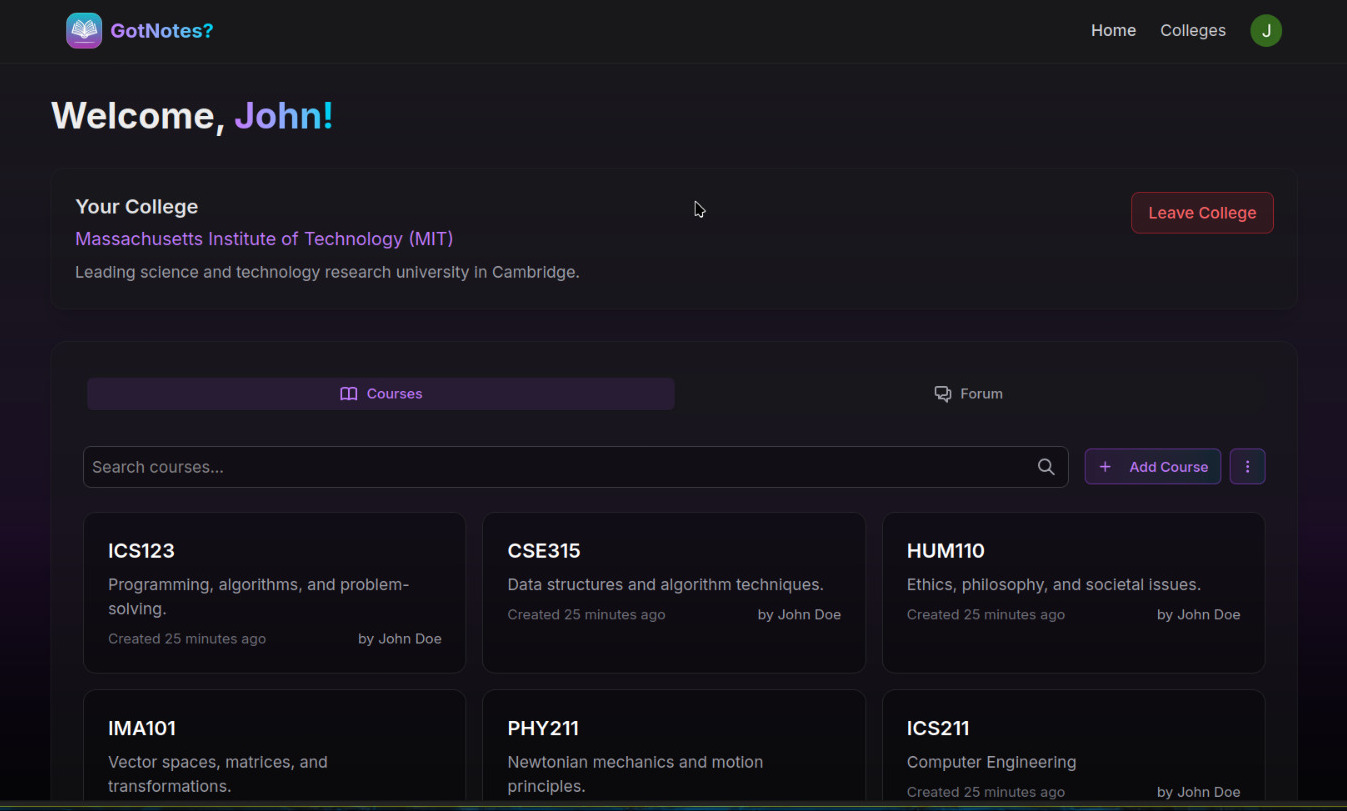 GotNotes?
Home Colleges J
Welcome, John!
Your College
Leave College
Massachusetts Institute of Technology (MIT)
Leading science and technology research university in Cambridge.
Courses
Forum
Search courses...
+ Add Course
ICS123
Programming, algorithms, and problem-
solving.
Created 25 minutes ago by John Doe
CSE315
Data structures and algorithm techniques.
Created 25 minutes ago by John Doe
HUM110
Ethics, philosophy, and societal issues.
Created 25 minutes ago by John Doe
IMA101
Vector spaces, matrices, and
transformations.
PHY211
Newtonian mechanics and motion
principles.
ICS211
Computer Engineering
Created 25 minutes ago by John Doe